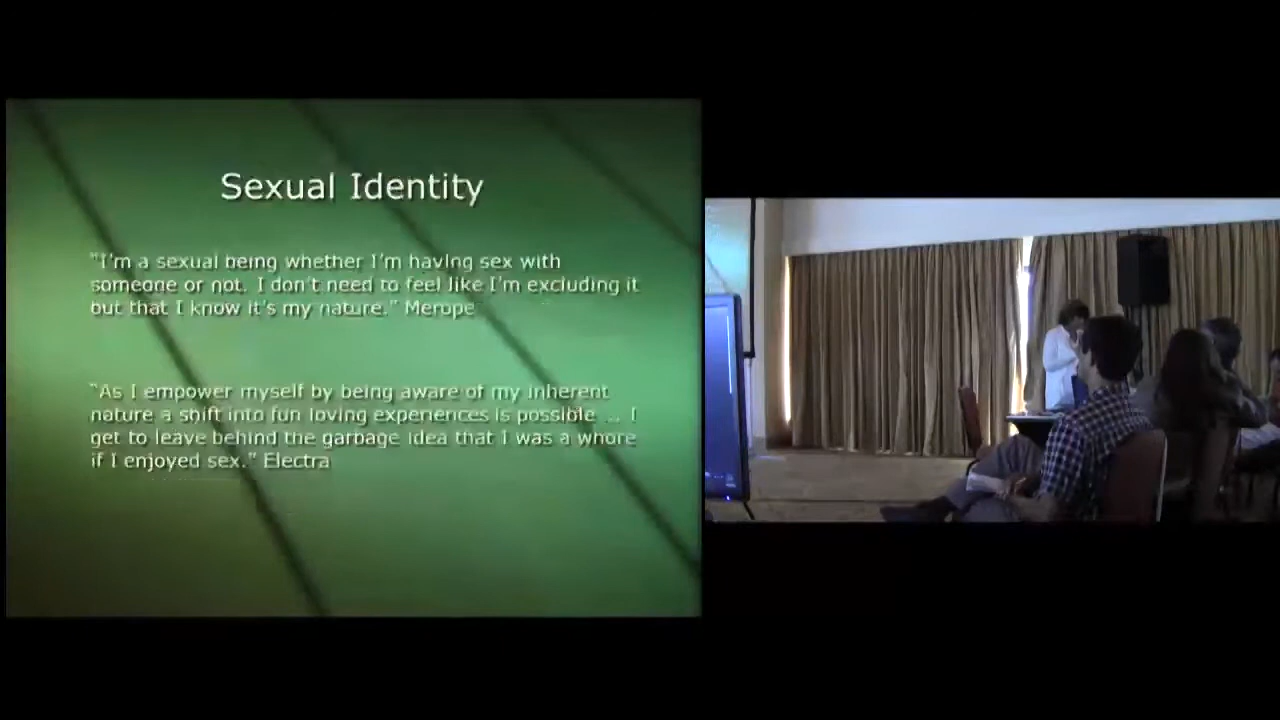 Sexual Identity
"I'm a sexual being whether I'm having sex with
someone or not. I don't need to feel like I'm excluding it
but that I know it's my nature." Merope
"As I empower myself by being aware of my inherent
nature a shift into fun loving experiences is possible … I
get to leave behind the garbage idea that I was a whore
if I enjoyed sex." Electra